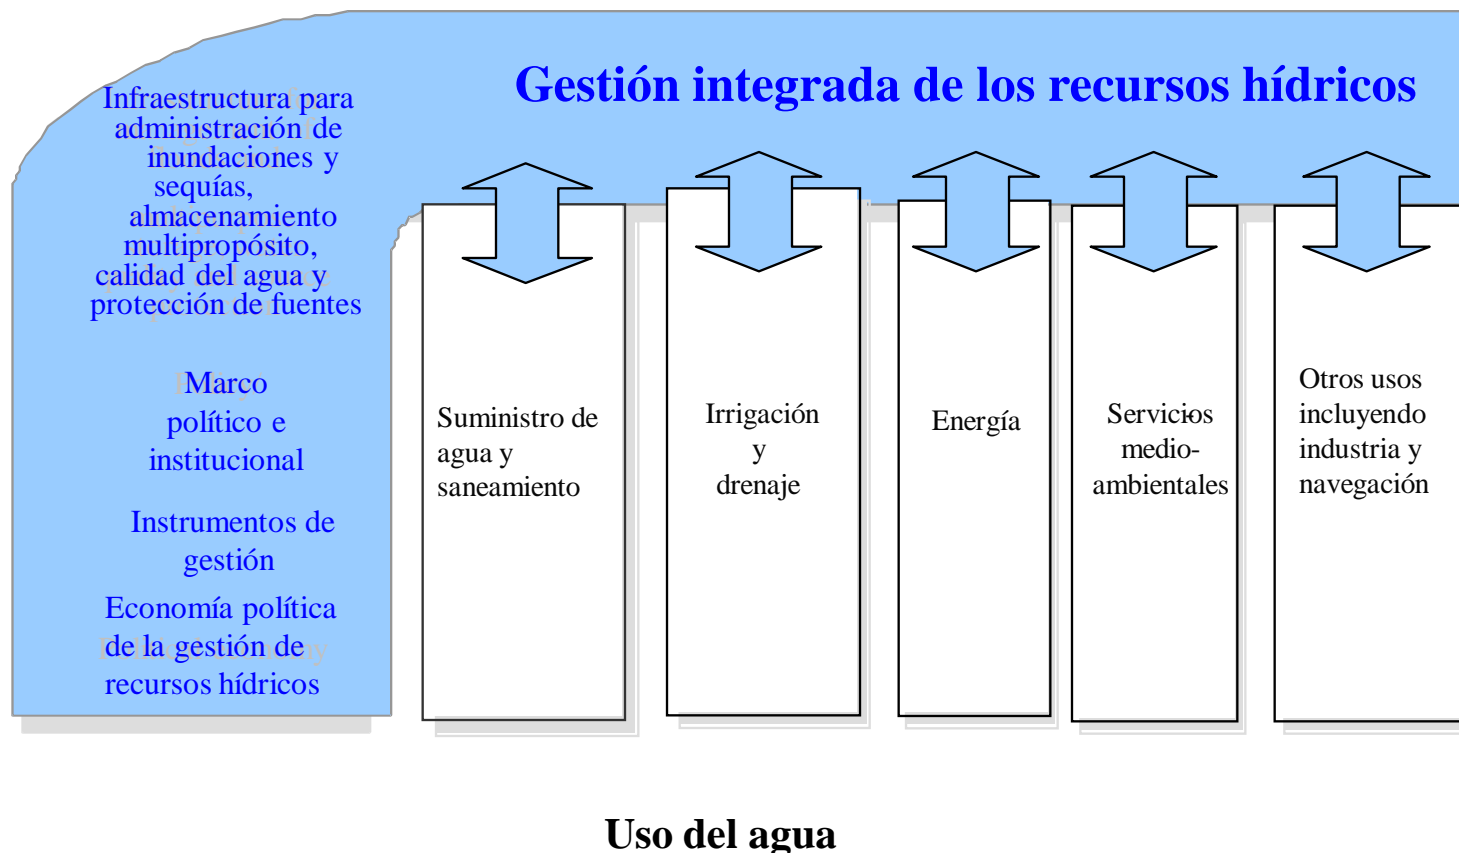 Gestión integrada de los recursos hídricos
Infraestructura para
administración de
inundaciones y
sequías,
almacenamiento
multipropósito,
calidad del agua y
protección de fuentes
Marco
político e
institucional
Instrumentos de
gestión
Economía política
de la gestión de
recursos hídricos
Suministro de
agua y
saneamiento
Irrigación
y
drenaje
Energía
Servicios
medio-
ambientales
Otros usos
incluyendo
industria y
navegación
Uso del agua